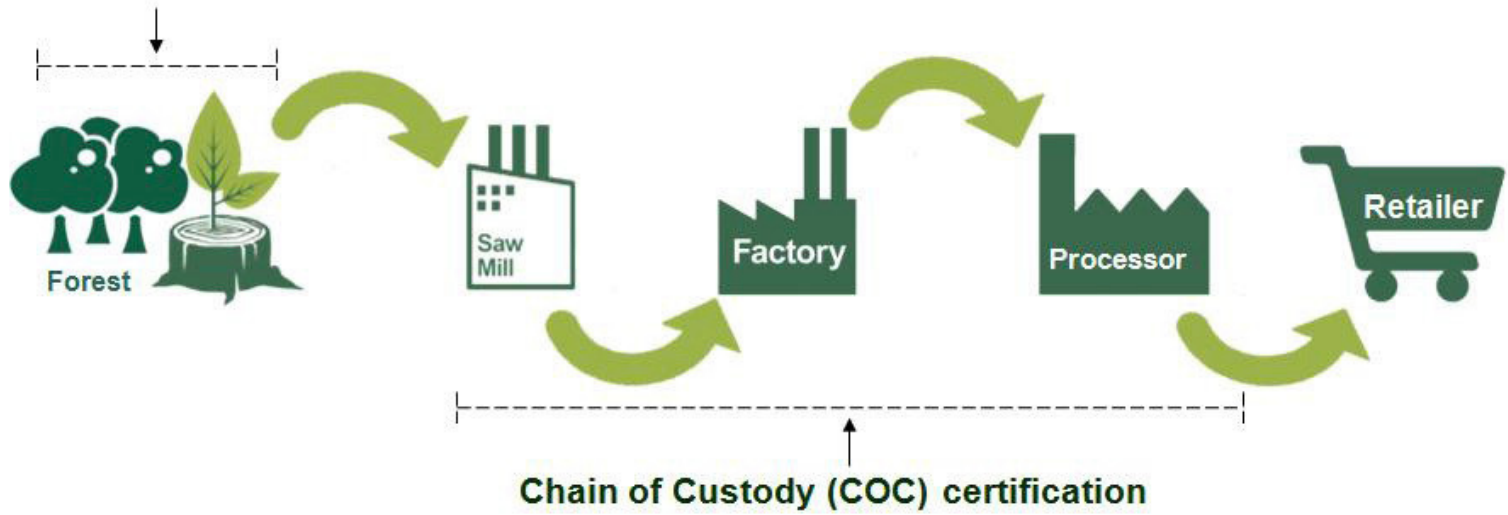 Forest
Saw
Mill
Factory
Processor
Retailer
Chain of Custody (COC) certification